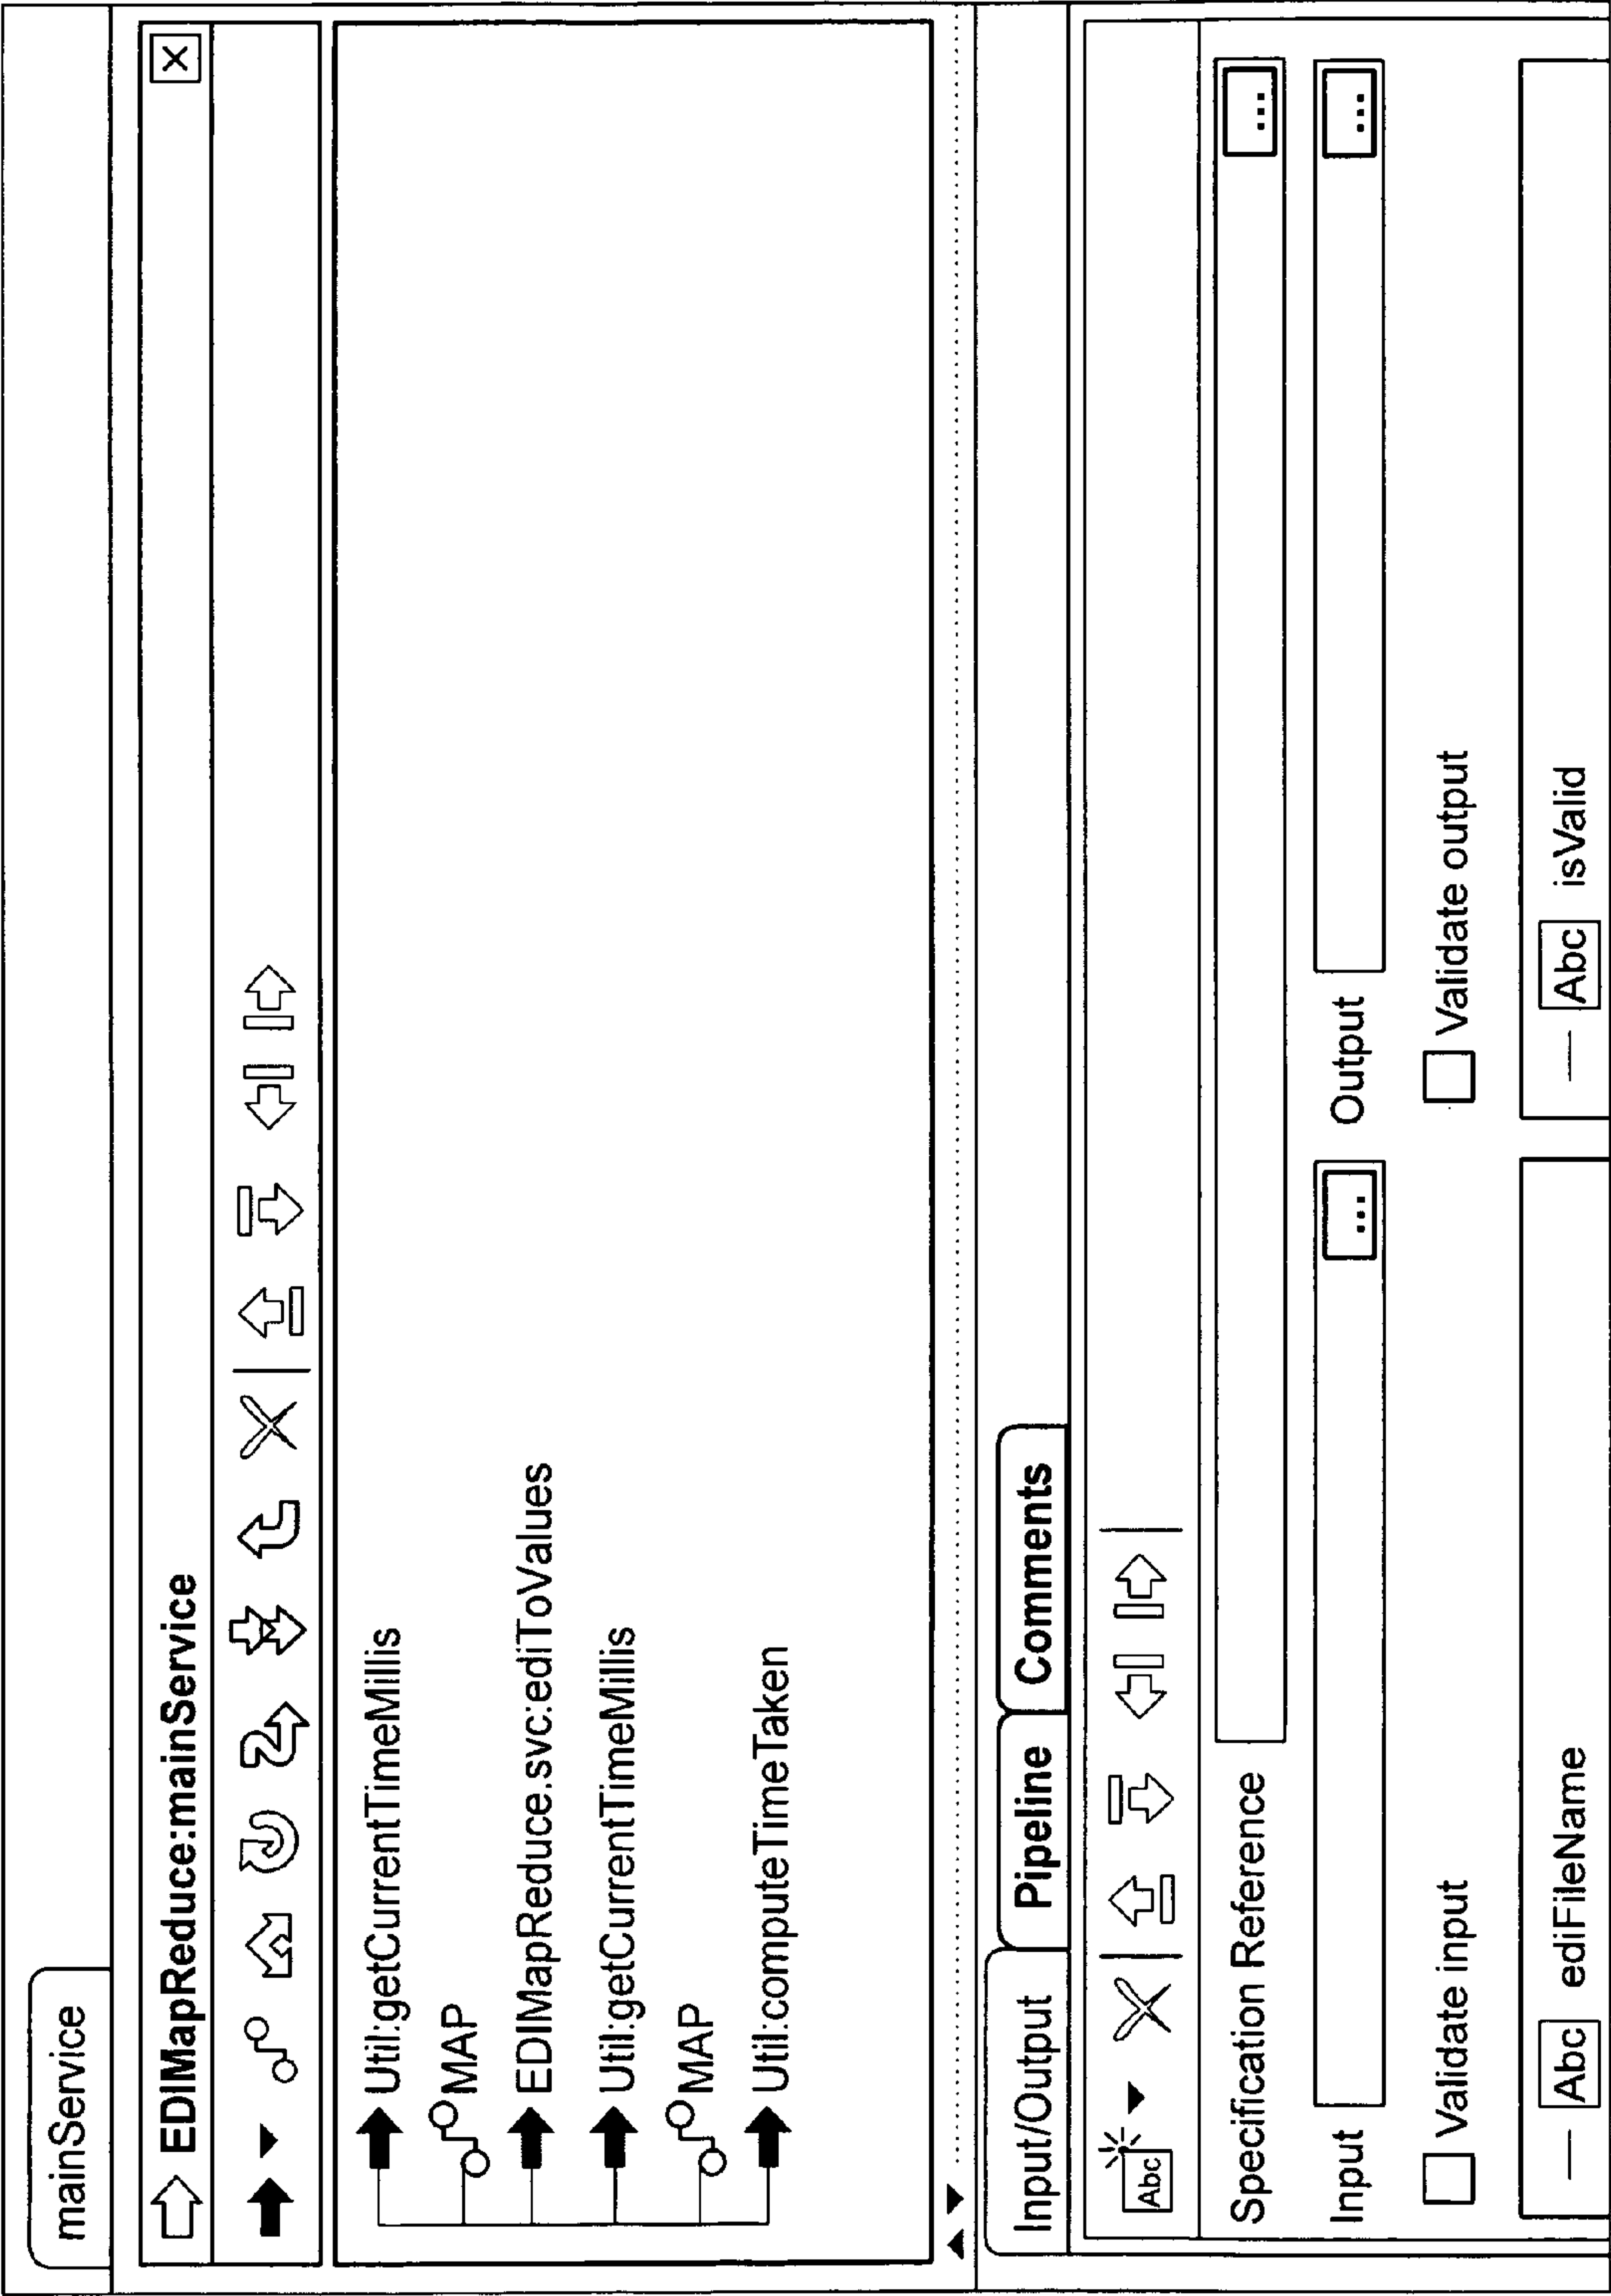 mainService
EDIMapReduce:mainService
Util:getCurrentTimeMillis
MAP
EDIMapReduce.svc:ediToValues
Util:getCurrentTimeMillis
MAP
Util:computeTimeTaken
Input/Output Pipeline Comments
Abc
Specification Reference ...
Input ... Output ...
Validate input Validate output
Abc ediFileName Abc isValid